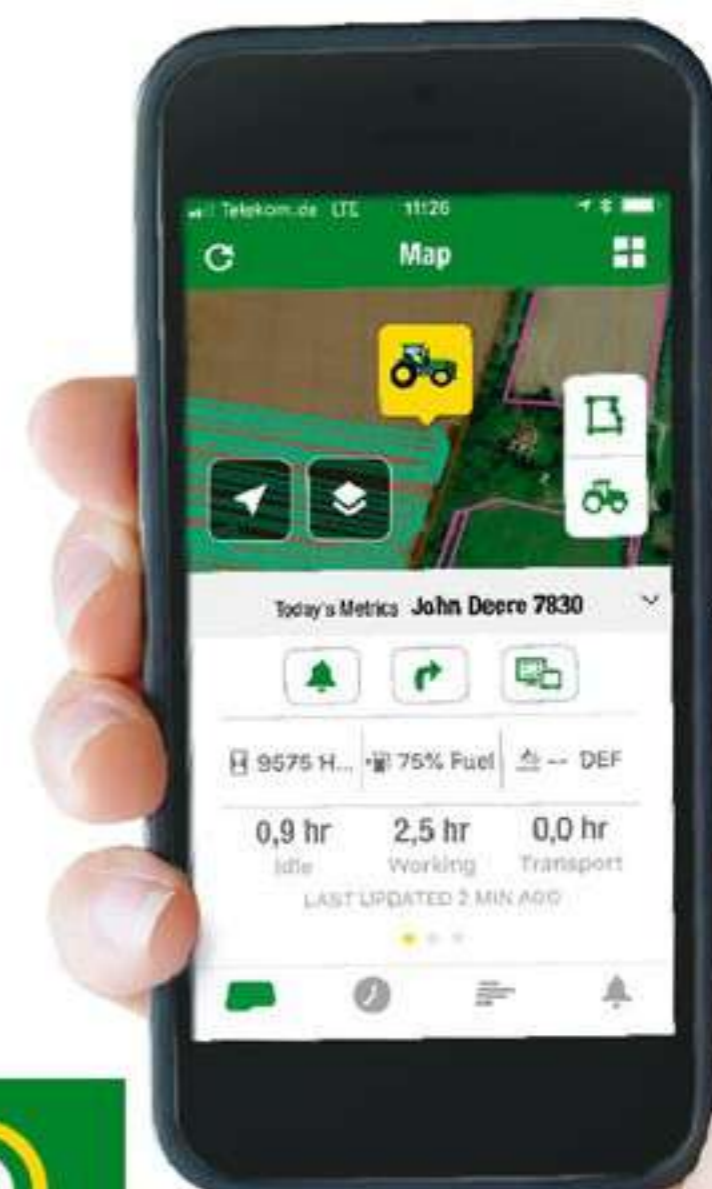 Telekom.de LTE 11:26
Map
Today's Metrics John Deere 7830
9575 H... 75% Fuel -- DEF
0,9 hr 2,5 hr 0,0 hr
Idle Working Transport
LAST UPDATED 2 MIN AGO